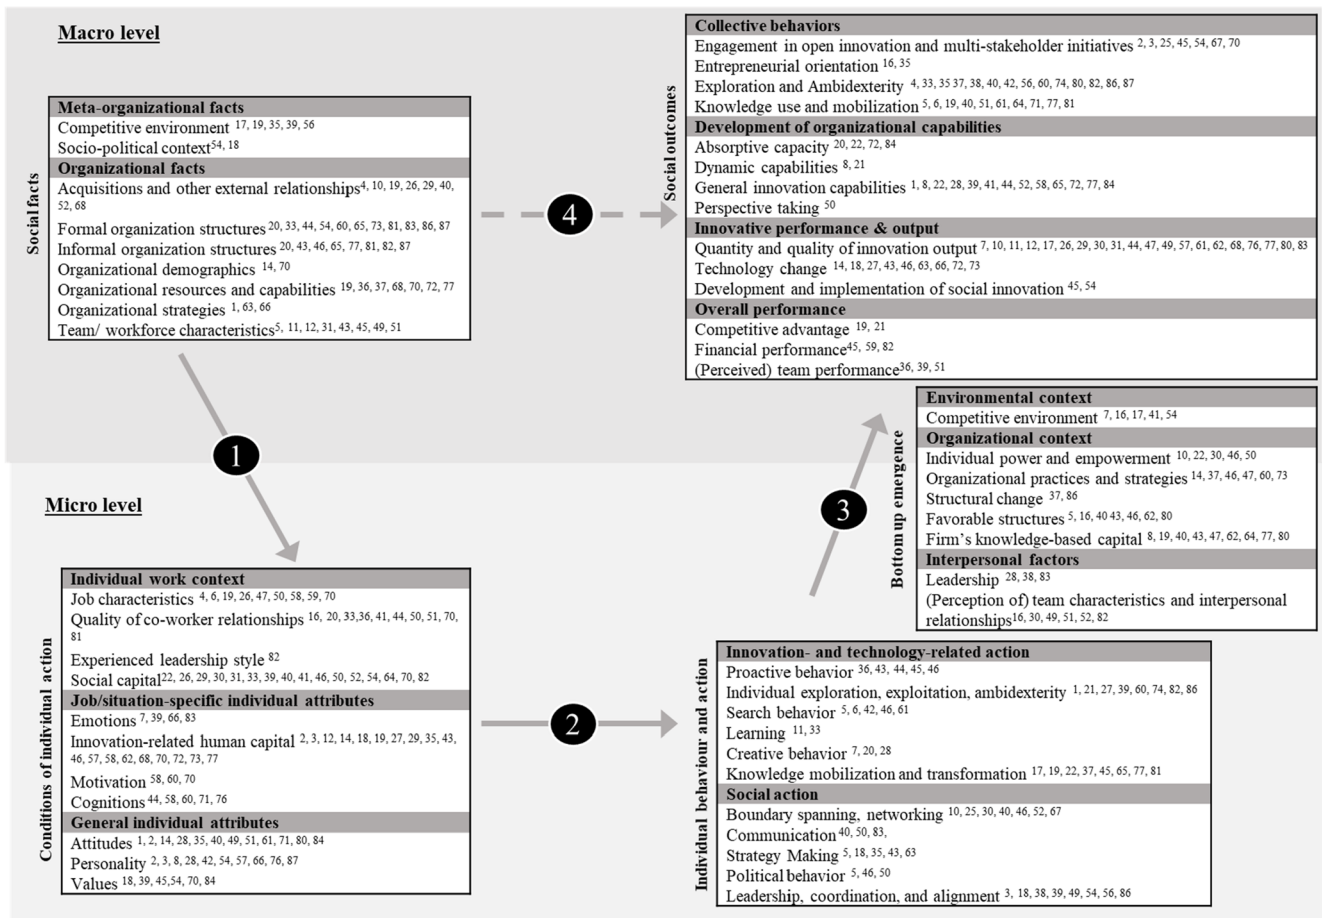 Macro level
Social facts
Meta-organizational facts
Competitive environment 17, 19, 35, 39, 56
Socio-political context54, 18
Organizational facts
Acquisitions and other external relationships4, 10, 19, 26, 29, 40,
52, 68
Formal organization structures 20, 33, 44, 54, 60, 65, 73, 81, 83, 86, 87
Informal organization structures 20, 43, 46, 65, 77, 81, 82, 87
Organizational demographics 14, 70
Organizational resources and capabilities 19, 36, 37, 68, 70, 72, 77
Organizational strategies 1, 63, 66
Team/ workforce characteristics5, 11, 12, 31, 43, 45, 49, 51
4
Social outcomes
Collective behaviors
Engagement in open innovation and multi-stakeholder initiatives 2, 3, 25, 45, 54, 67, 70
Entrepreneurial orientation 16, 35
Exploration and Ambidexterity 4, 33, 35 37, 38, 40, 42, 56, 60, 74, 80, 82, 86, 87
Knowledge use and mobilization 5, 6, 19, 40, 51, 61, 64, 71, 77, 81
Development of organizational capabilities
Absorptive capacity 20, 22, 72, 84
Dynamic capabilities 8, 21
General innovation capabilities 1, 8, 22, 28, 39, 41, 44, 52, 58, 65, 72, 77, 84
Perspective taking 50
Innovative performance & output
Quantity and quality of innovation output 7, 10, 11, 12, 17, 26, 29, 30, 31, 44, 47, 49, 57, 61, 62, 68, 76, 77, 80, 83
Technology change 14, 18, 27, 43, 46, 63, 66, 72, 73
Development and implementation of social innovation 45, 54
Overall performance
Competitive advantage 19, 21
Financial performance45, 59, 82
(Perceived) team performance36, 39, 51
1
Micro level
3
Bottom up emergence
Environmental context
Competitive environment 7, 16, 17, 41, 54
Organizational context
Individual power and empowerment 10, 22, 30, 46, 50
Organizational practices and strategies 14, 37, 46, 47, 60, 73
Structural change 37, 86
Favorable structures 5, 16, 40 43, 46, 62, 80
Firm's knowledge-based capital 8, 19, 40, 43, 47, 62, 64, 77, 80
Interpersonal factors
Leadership 28, 38, 83
(Perception of) team characteristics and interpersonal
relationships16, 30, 49, 51, 52, 82
Conditions of individual action
Individual work context
Job characteristics 4, 6, 19, 26, 47, 50, 58, 59, 70
Quality of co-worker relationships 16, 20, 33,36, 41, 44, 50, 51, 70,
81
Experienced leadership style 82
Social capital22, 26, 29, 30, 31, 33, 39, 40, 41, 46, 50, 52, 54, 64, 70, 82
Job/situation-specific individual attributes
Emotions 7, 39, 66, 83
Innovation-related human capital 2, 3, 12, 14, 18, 19, 27, 29, 35, 43,
46, 57, 58, 62, 68, 70, 72, 73, 77
Motivation 58, 60, 70
Cognitions 44, 58, 60, 71, 76
General individual attributes
Attitudes 1, 2, 14, 28, 35, 40, 49, 51, 61, 71, 80, 84
Personality 2, 3, 8, 28, 42, 54, 57, 66, 76, 87
Values 18, 39, 45,54, 70, 84
2
Individual behaviour and action
Innovation- and technology-related action
Proactive behavior 36, 43, 44, 45, 46
Individual exploration, exploitation, ambidexterity 1, 21, 27, 39, 60, 74, 82, 86
Search behavior 5, 6, 42, 46, 61
Learning 11, 33
Creative behavior 7, 20, 28
Knowledge mobilization and transformation 17, 19, 22, 37, 45, 65, 77, 81
Social action
Boundary spanning, networking 10, 25, 30, 40, 46, 52, 67
Communication 40, 50, 83,
Strategy Making 5, 18, 35, 43, 63
Political behavior 5, 46, 50
Leadership, coordination, and alignment 3, 18, 38, 39, 49, 54, 56, 86